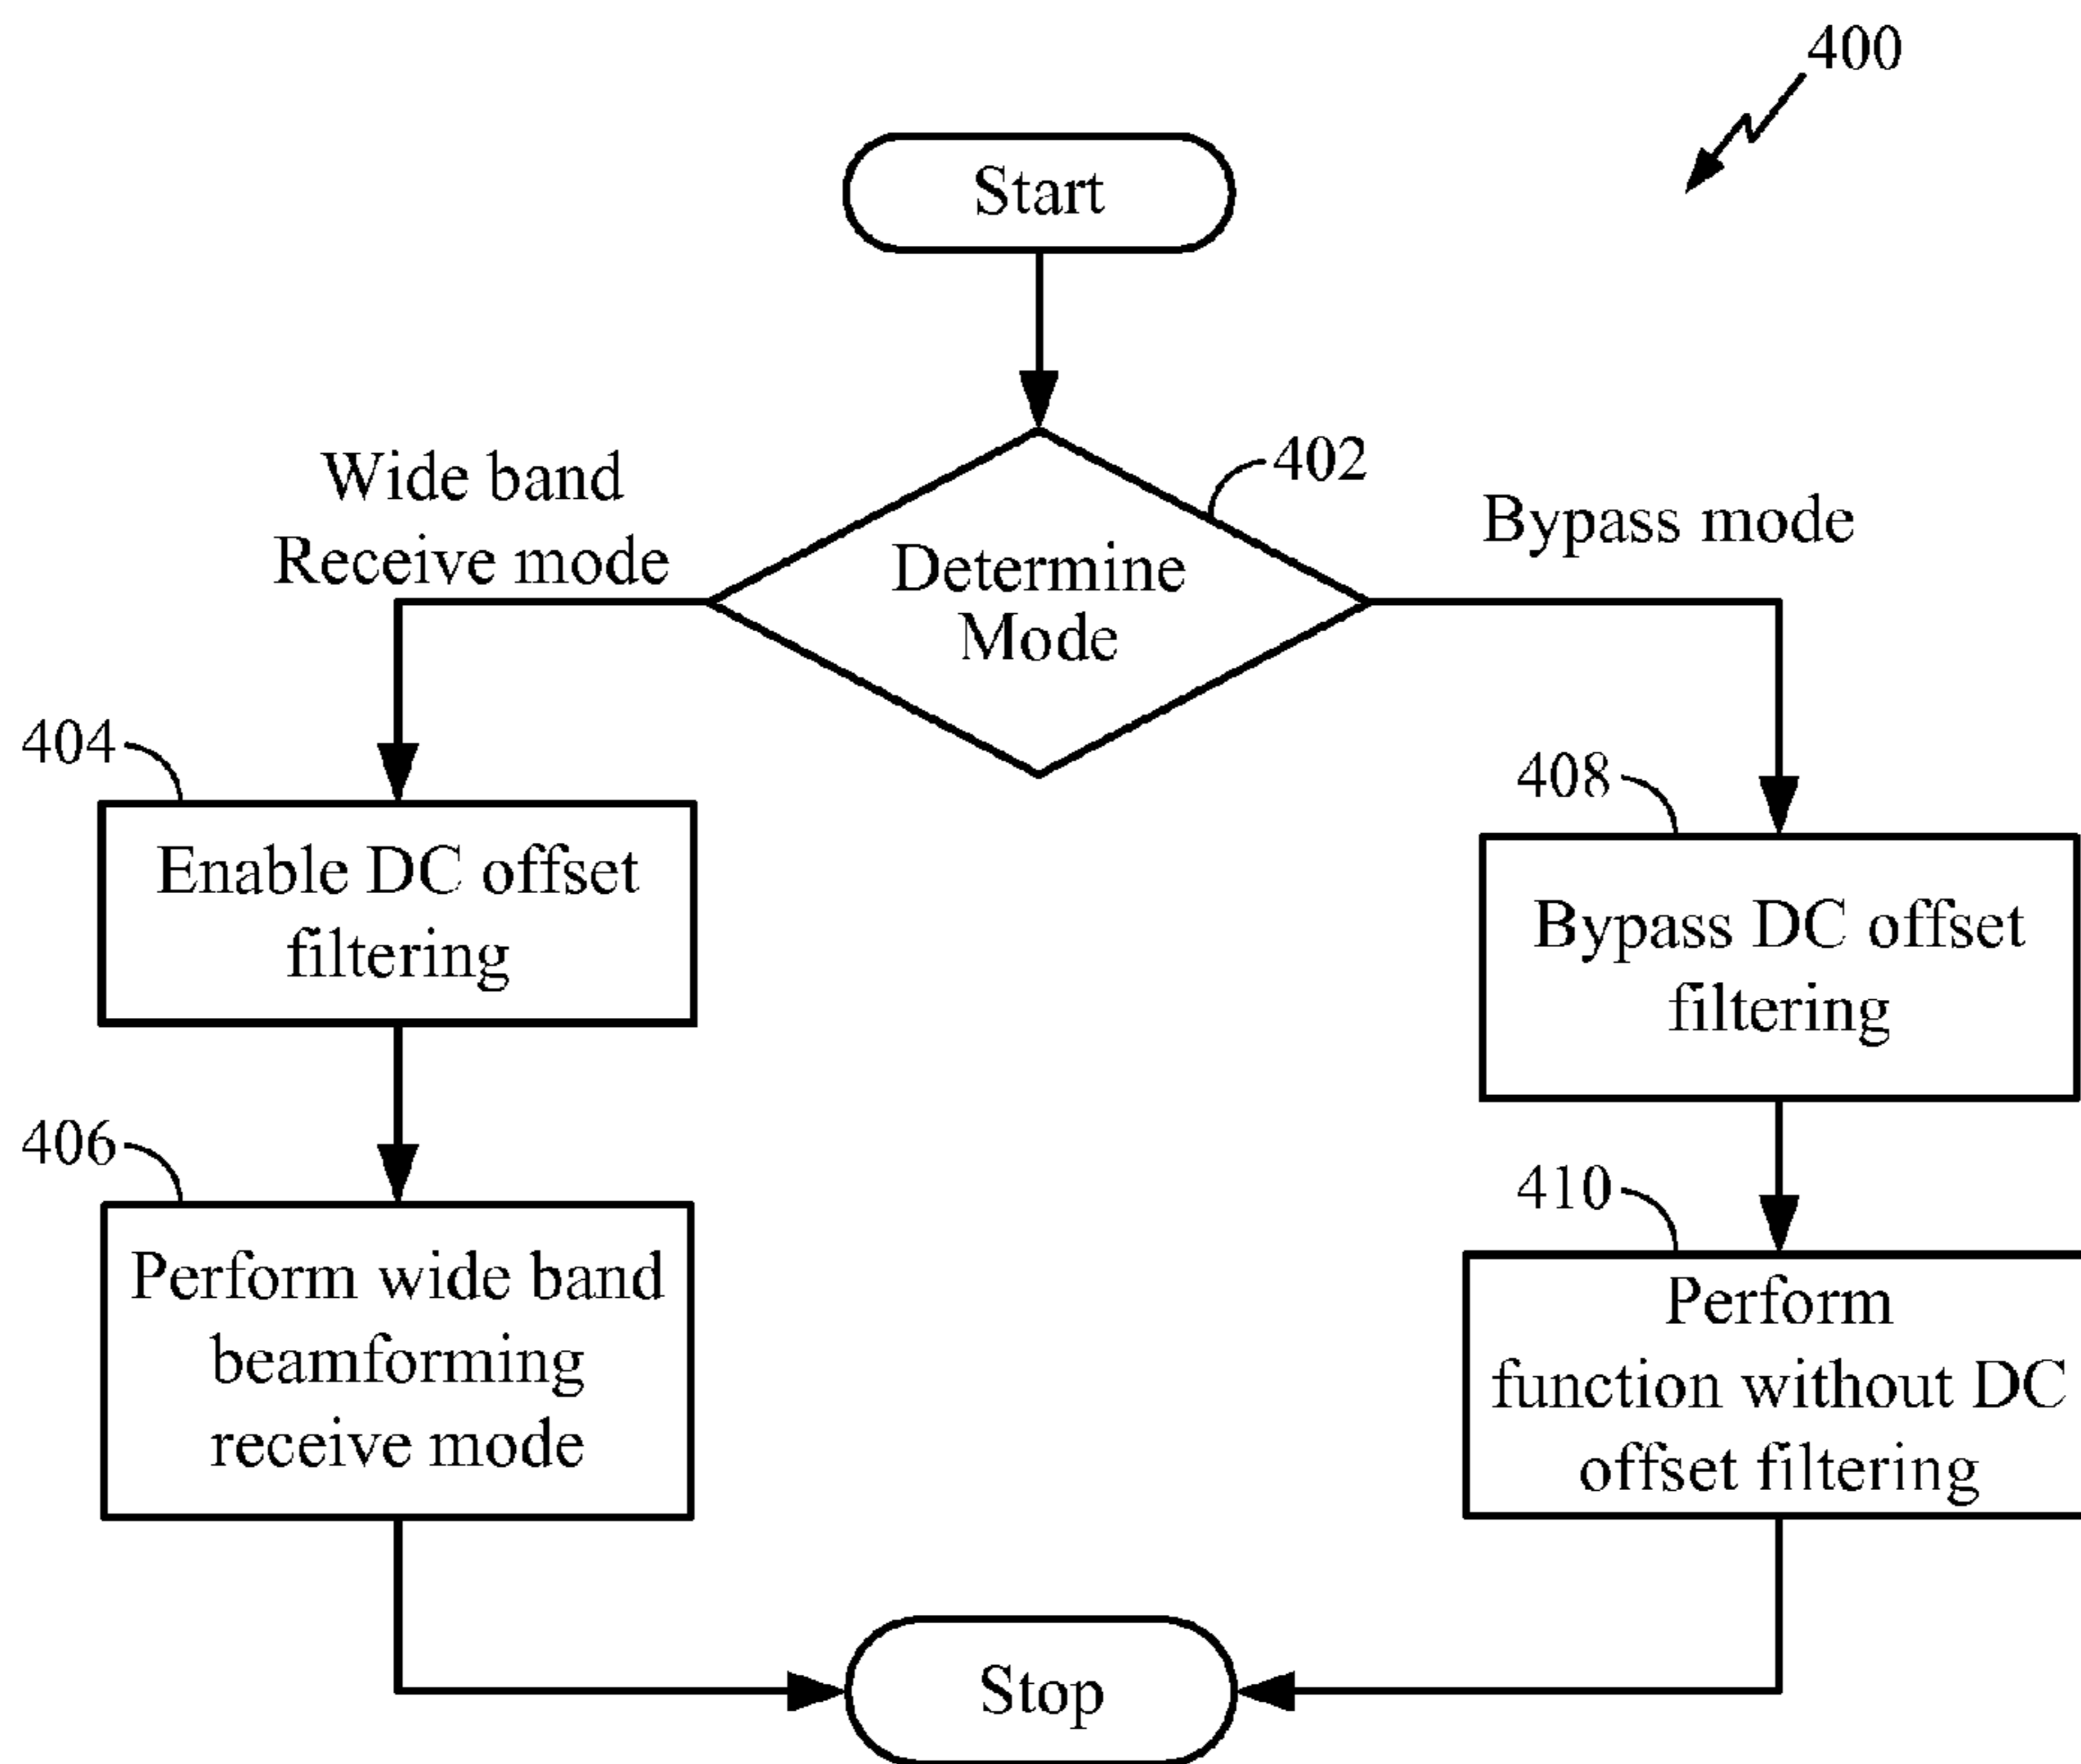 400
Start
402
Wide band
Receive mode
Bypass mode
Determine
Mode
404
Enable DC offset
filtering
408
Bypass DC offset
filtering
406
Perform wide band
beamforming
receive mode
410
Perform
function without DC
offset filtering
Stop